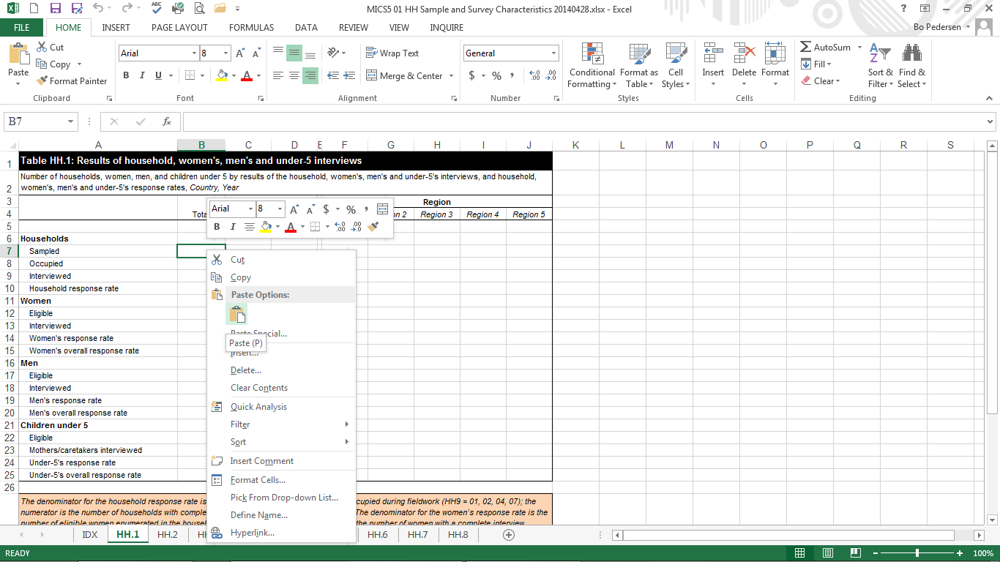 MICS5 01 HH Sample and Survey Characteristics 20140428.xlsx - Excel
FILE HOME INSERT PAGE LAYOUT FORMULAS DATA REVIEW VIEW INQUIRE Bo Pedersen
Paste
Cut
Copy
Format Painter
Clipboard
Arial 8
B I U
Font
Wrap Text
Merge & Center
Alignment
General
$ % ,
Number
Conditional Formatting
Format as Table
Cell Styles
Styles
Insert Delete Format
Cells
AutoSum
Fill
Clear
Sort & Filter
Find & Select
Editing
B7 fx
A B C D E F G H I J K L M N O P Q R S
1 Table HH.1: Results of household, women's, men's and under-5 interviews
2 Number of households, women, men, and children under 5 by results of the household, women's, men's and under-5's interviews, and household,
women's, men's and under-5's response rates, Country, Year
3 Region
4 Region 3 Region 4 Region 5
5
6 Households
7 Sampled
8 Occupied
9 Interviewed
10 Household response rate
11 Women
12 Eligible
13 Interviewed
14 Women's response rate
15 Women's overall response rate
16 Men
17 Eligible
18 Interviewed
19 Men's response rate
20 Men's overall response rate
21 Children under 5
22 Eligible
23 Mothers/caretakers interviewed
24 Under-5's response rate
25 Under-5's overall response rate
26
Arial 8 $ % ,
B I A
Cut
Copy
Paste Options:
Paste Special...
Paste (P)
Insert...
Delete...
Clear Contents
Quick Analysis
Filter
Sort
Insert Comment
Format Cells...
Pick From Drop-down List...
Define Name...
Hyperlink...
The denominator for the household response rate is cupied during fieldwork (HH9 = 01, 02, 04, 07); the
numerator is the number of households with comple The denominator for the women's response rate is the
number of eligible women enumerated in the househ the number of women with a complete interview
IDX HH.1 HH.2 HH.6 HH.7 HH.8
READY 100%